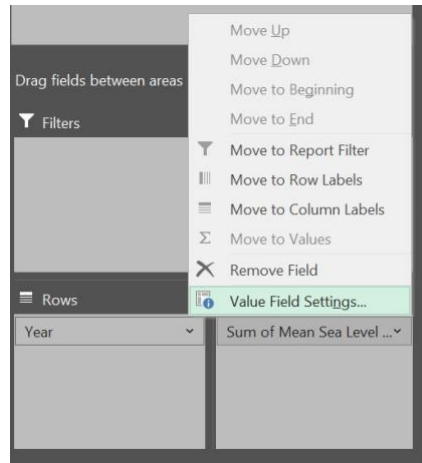 Move Up
Move Down
Drag fields between areas
Move to Beginning
Filters
Move to End
Move to Report Filter
Move to Row Labels
Move to Column Labels
Σ Move to Values
Remove Field
Rows
Value Field Settings...
Year
Sum of Mean Sea Level ...